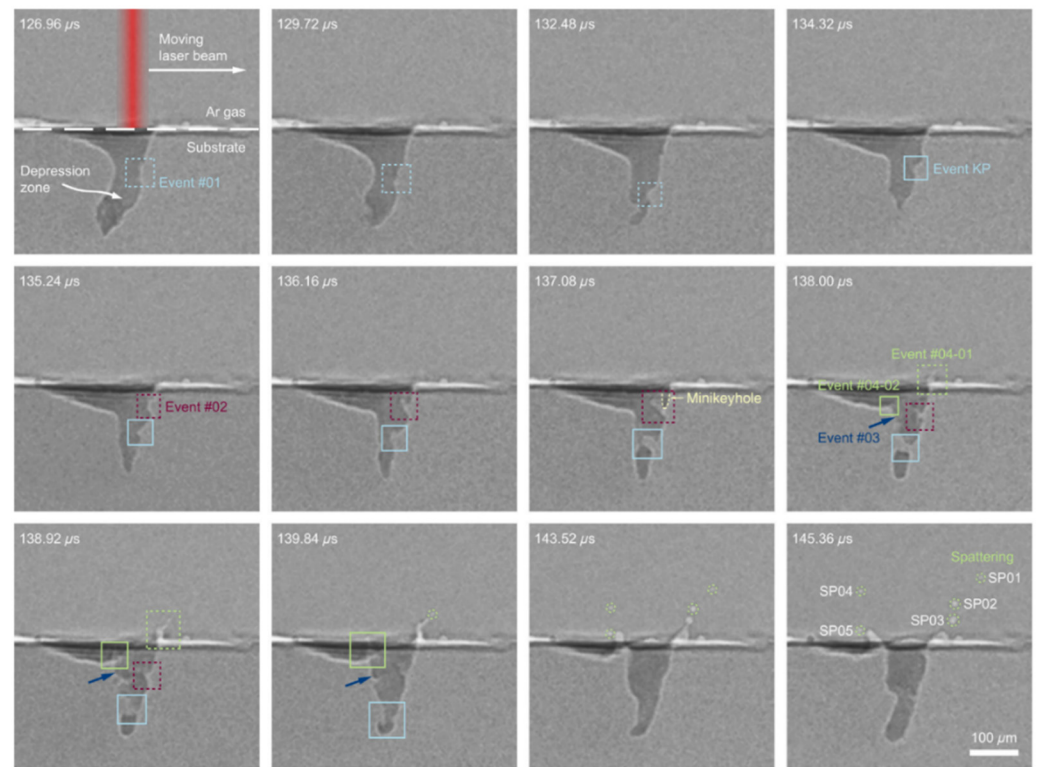 126.96 µs
Moving
laser beam
Ar gas
Substrate
Depression
zone
Event #01
129.72 µs
132.48 µs
134.32 µs
Event KP
135.24 µs
Event #02
136.16 µs
137.08 µs
Minikeyhole
138.00 µs
Event #04-01
Event #04-02
Event #03
138.92 µs
139.84 µs
143.52 µs
145.36 µs
Spattering
SP01
SP04
SP02
SP03
SP05
100 µm